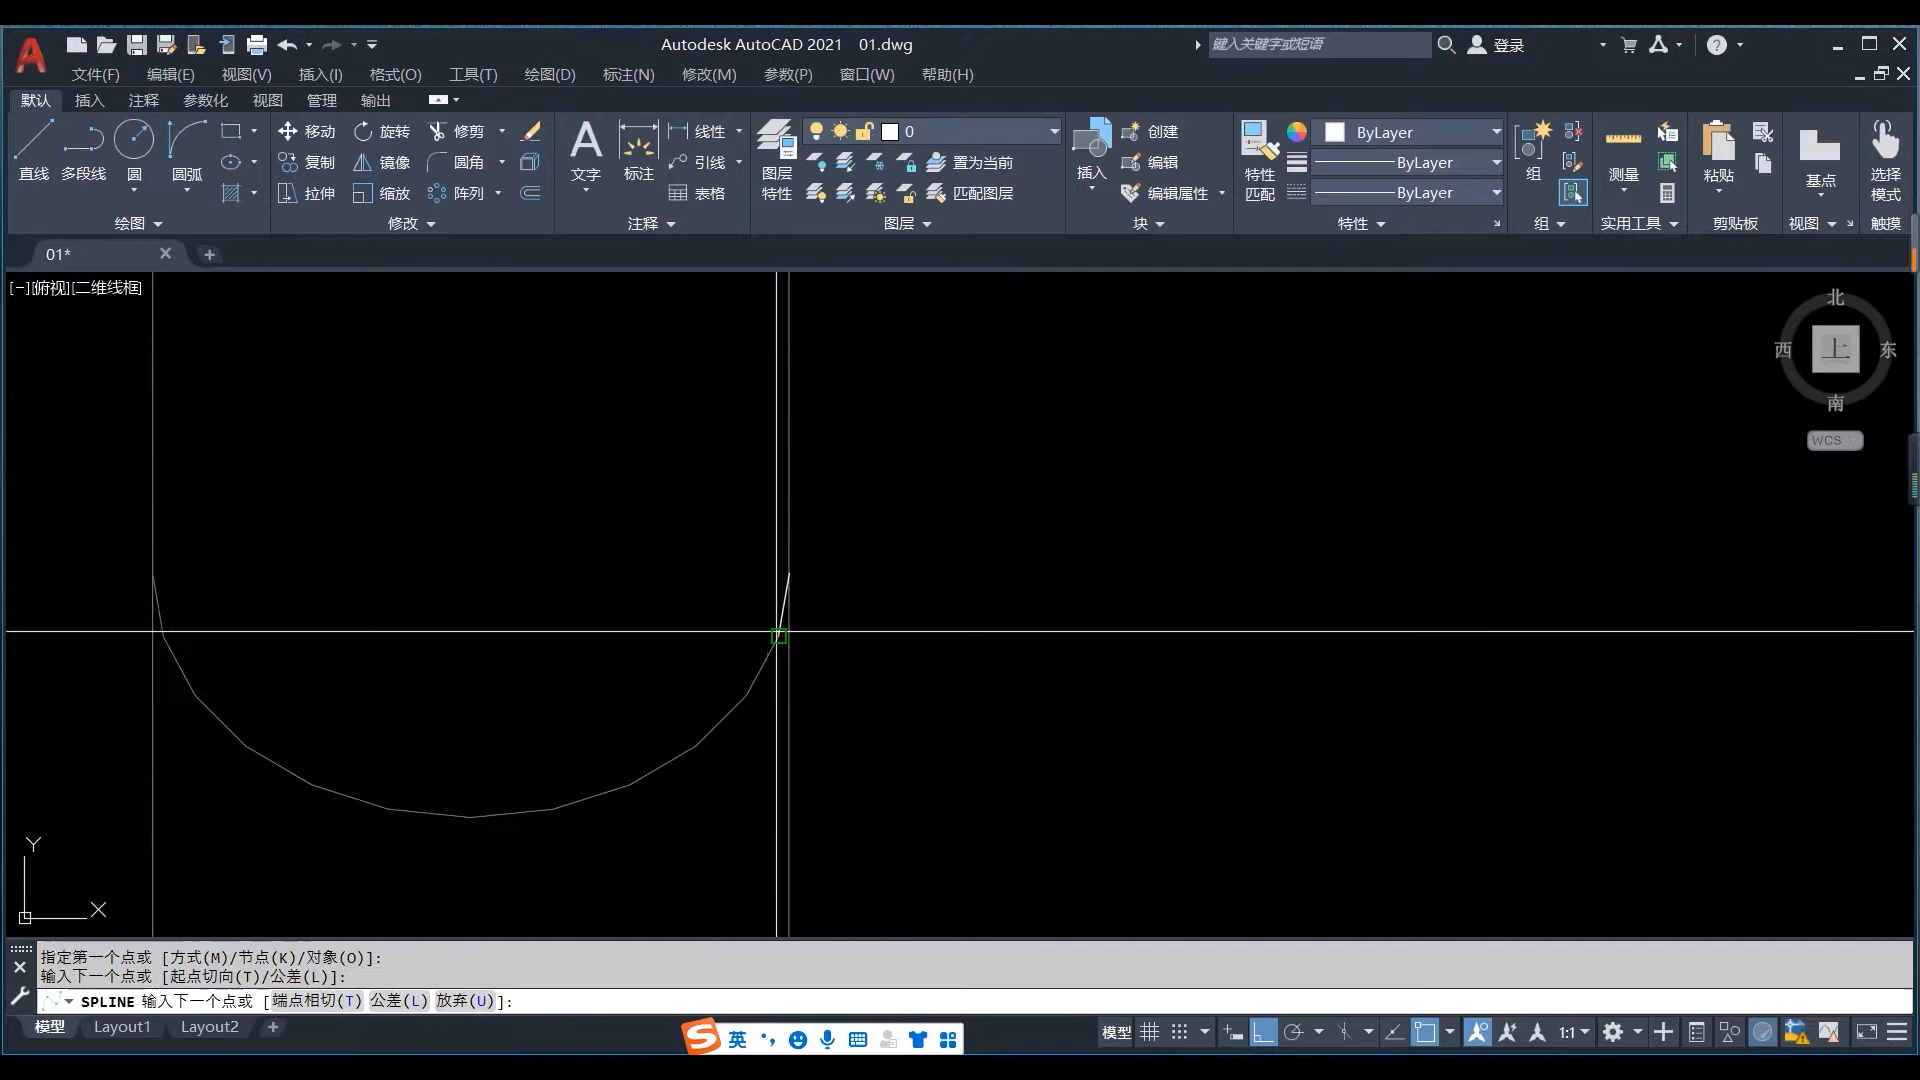 Autodesk AutoCAD 2021 01.dwg
键入关键字或短语
登录
文件(F) 编辑(E) 视图(V) 插入(I) 格式(O) 工具(T) 绘图(D) 标注(N) 修改(M) 参数(P) 窗口(W) 帮助(H)
默认 插入 注释 参数化 视图 管理 输出
直线 多段线 圆 圆弧
移动 旋转 修剪
复制 镜像 圆角
拉伸 缩放 阵列
A
文字 标注
线性
引线
表格
图层
特性
0
置为当前
匹配图层
插入
创建
编辑
编辑属性
特性
匹配
ByLayer
ByLayer
ByLayer
组
测量
粘贴
基点
选择
模式
绘图 修改 注释 图层 块 特性 组 实用工具 剪贴板 视图 触摸
01*
[-][俯视][二维线框]
北
西 上 东
南
WCS
Y
X
指定第一个点或 [方式(M)/节点(K)/对象(O)]:
输入下一个点或 [起点切向(T)/公差(L)]:
SPLINE 输入下一个点或 [端点相切(T) 公差(L) 放弃(U)]:
模型 Layout1 Layout2
S 英
模型 1:1